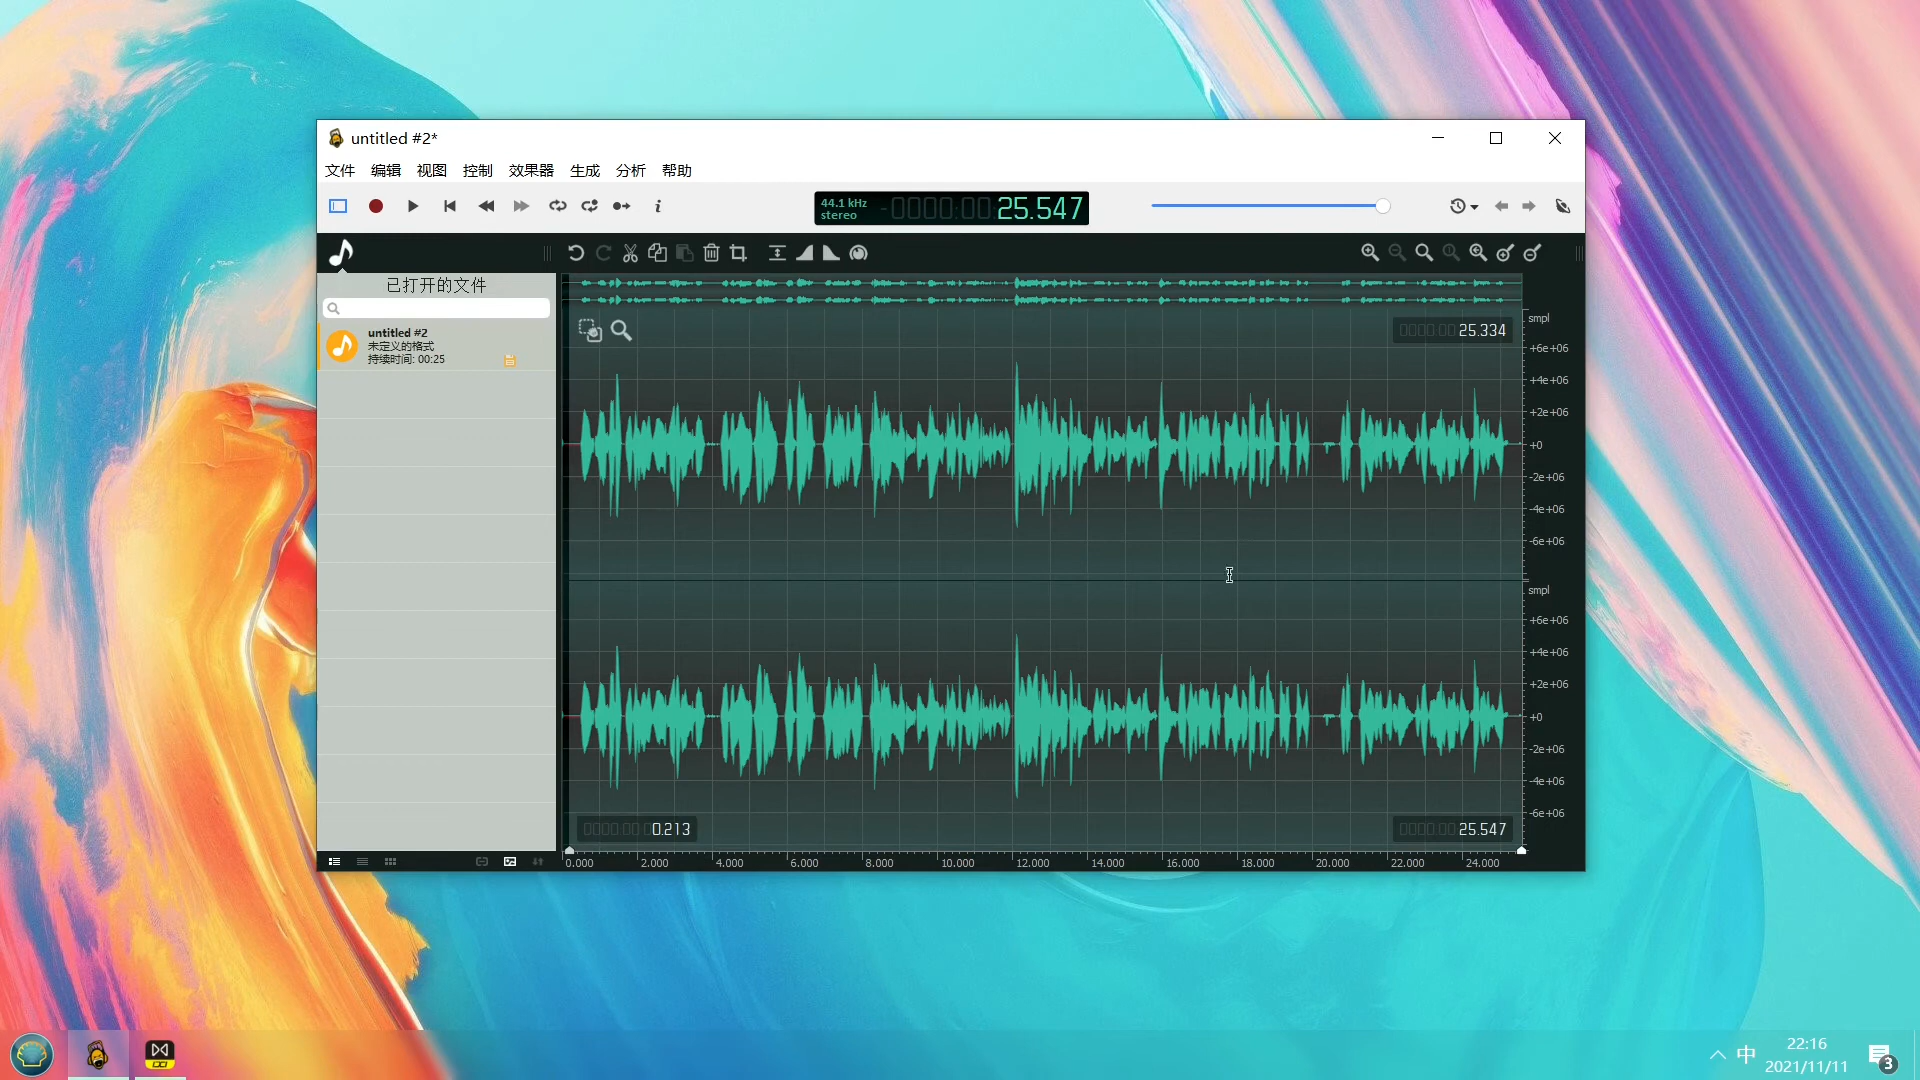 untitled #2*
文件 编辑 视图 控制 效果器 生成 分析 帮助
44.1 kHz
stereo
-0000:00:25.547
已打开的文件
untitled #2
未定义的格式
持续时间: 00:25
25.334
smpl
+6e+06
+4e+06
+2e+06
+0
-2e+06
-4e+06
-6e+06
smpl
+6e+06
+4e+06
+2e+06
+0
-2e+06
-4e+06
-6e+06
0.213
25.547
0.000 2.000 4.000 6.000 8.000 10.000 12.000 14.000 16.000 18.000 20.000 22.000 24.000
中
22:16
2021/11/11
3